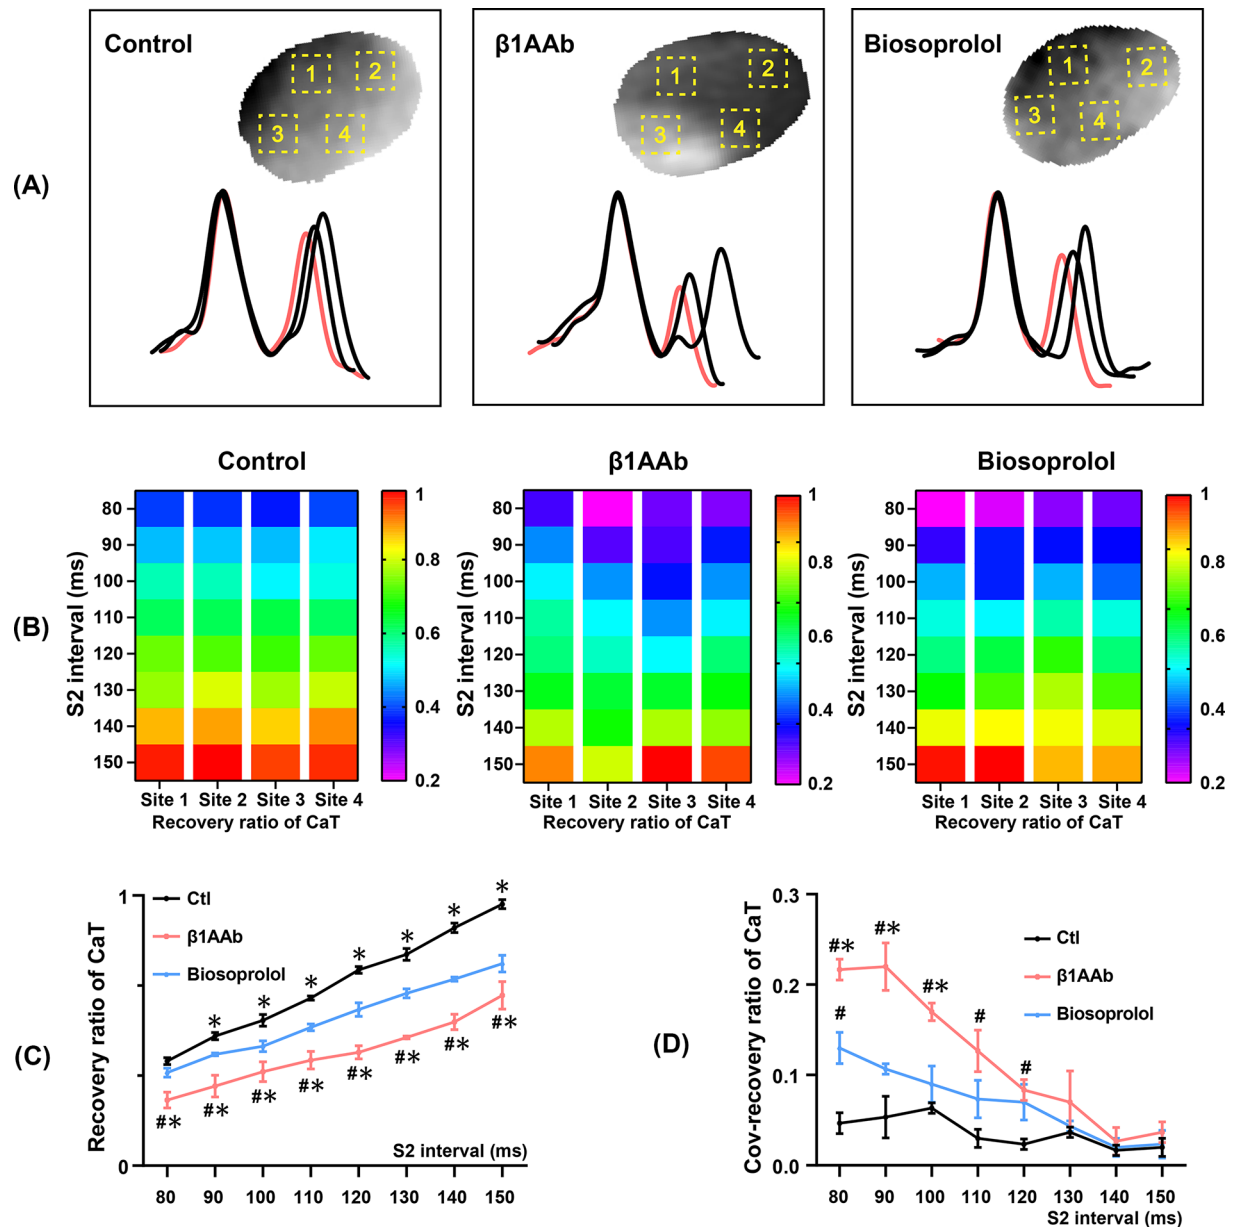 (A)
Control
1
2
3
4
β1AAb
1
2
3
4
Biosoprolol
1
2
3
4
(B)
Control
S2 interval (ms)
80
90
100
110
120
130
140
150
Site 1 Site 2 Site 3 Site 4
Recovery ratio of CaT
1
0.8
0.6
0.4
0.2
β1AAb
S2 interval (ms)
80
90
100
110
120
130
140
150
Site 1 Site 2 Site 3 Site 4
Recovery ratio of CaT
1
0.8
0.6
0.4
0.2
Biosoprolol
S2 interval (ms)
80
90
100
110
120
130
140
150
Site 1 Site 2 Site 3 Site 4
Recovery ratio of CaT
1
0.8
0.6
0.4
0.2
(C)
Recovery ratio of CaT
1
0
Ctl
β1AAb
Biosoprolol
* * * * * * *
#* #* #* #* #* #* #* #*
S2 interval (ms)
80 90 100 110 120 130 140 150
(D)
Cov-recovery ratio of CaT
0.3
0.2
0.1
0.0
Ctl
β1AAb
Biosoprolol
#* #* #* # #
#
80 90 100 110 120 130 140 150
S2 interval (ms)